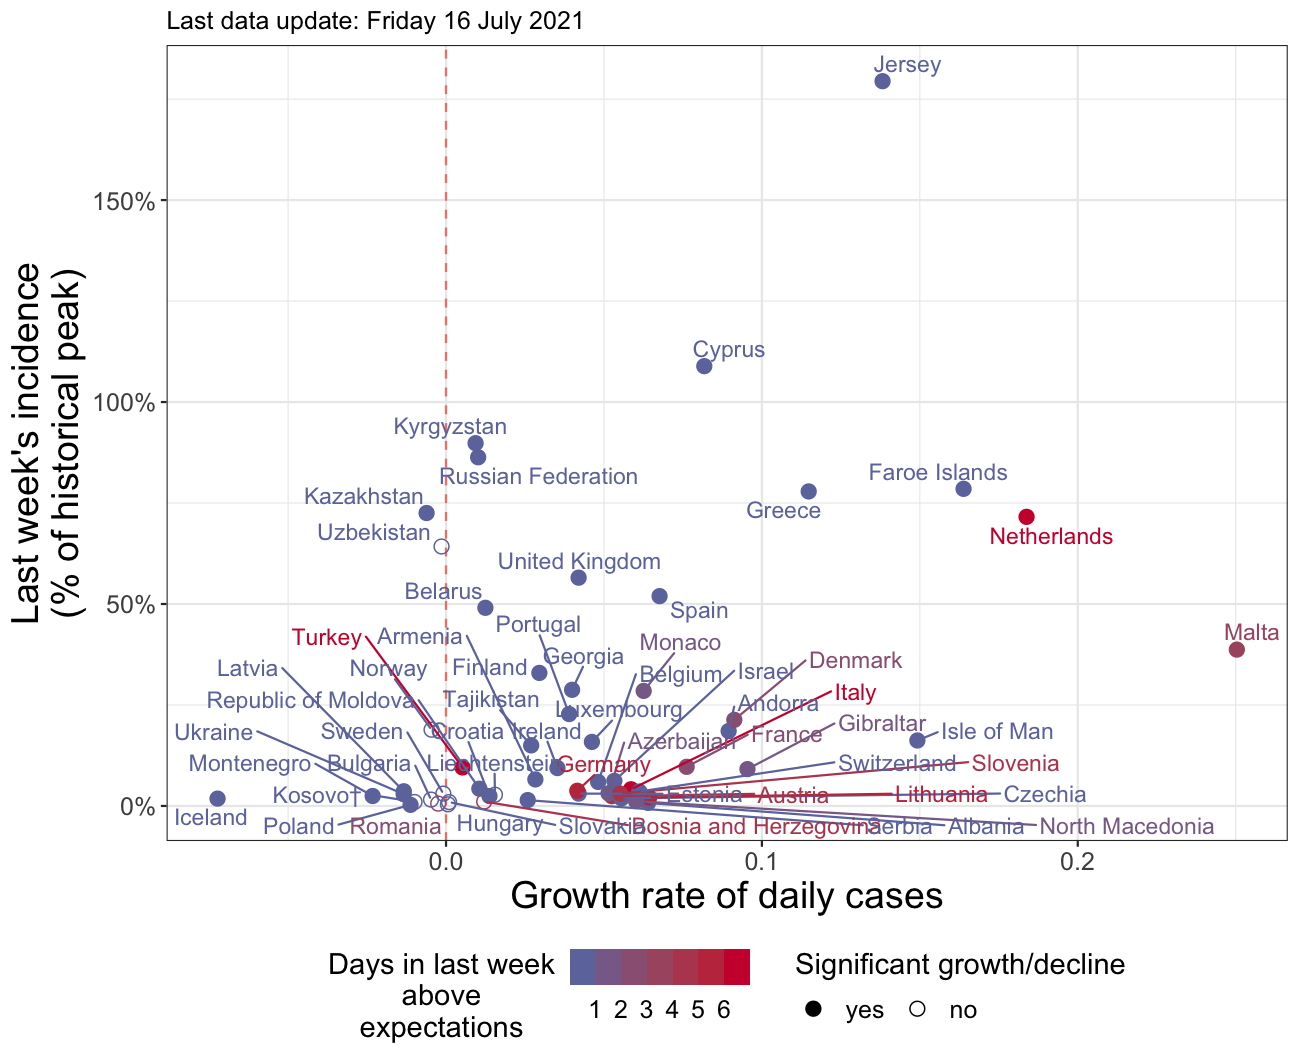 Last data update: Friday 16 July 2021
Last week's incidence
(% of historical peak)
150%
100%
50%
0%
Jersey
Cyprus
Kyrgyzstan
Russian Federation
Faroe Islands
Kazakhstan
Greece
Uzbekistan
Netherlands
United Kingdom
Belarus
Spain
Portugal
Turkey
Armenia
Monaco
Malta
Latvia
Norway
Finland
Georgia
Belgium
Israel
Denmark
Republic of Moldova
Tajikistan
Luxembourg
Andorra
Italy
Ukraine
Sweden
Croatia
Ireland
Azerbaijan
France
Gibraltar
Isle of Man
Montenegro
Bulgaria
Liechtenstein
Germany
Switzerland
Slovenia
Kosovo
Estonia
Austria
Lithuania
Czechia
Iceland
Poland
Romania
Hungary
Slovakia
Bosnia and Herzegovina
Serbia
Albania
North Macedonia
0.0
0.1
0.2
Growth rate of daily cases
Days in last week
above
expectations
1 2 3 4 5 6
Significant growth/decline
yes
no